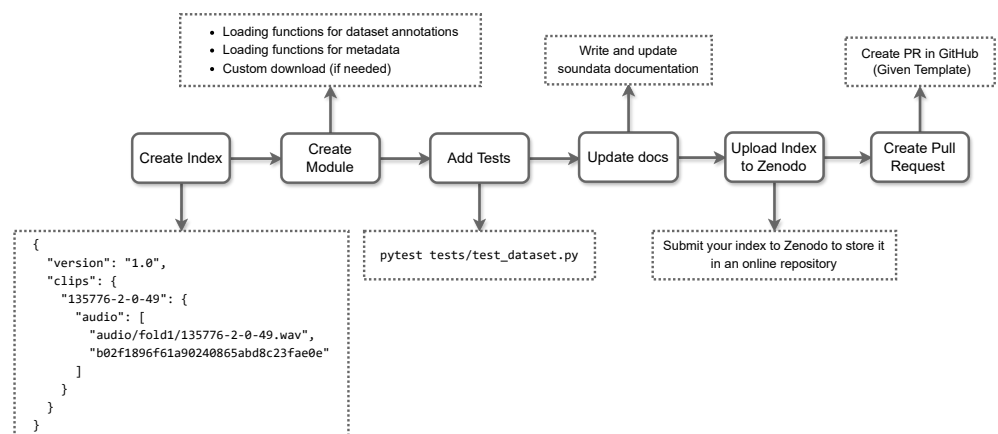 • Loading functions for dataset annotations
• Loading functions for metadata
• Custom download (if needed)
Write and update
soundata documentation
Create PR in GitHub
(Given Template)
Create Index
Create
Module
Add Tests
Update docs
Upload Index
to Zenodo
Create Pull
Request
{
  "version": "1.0",
  "clips": {
    "135776-2-0-49": {
      "audio": [
        "audio/fold1/135776-2-0-49.wav",
        "b02f1896f61a90240865abd8c23fae0e"
      ]
    }
  }
}
pytest tests/test_dataset.py
Submit your index to Zenodo to store it
in an online repository